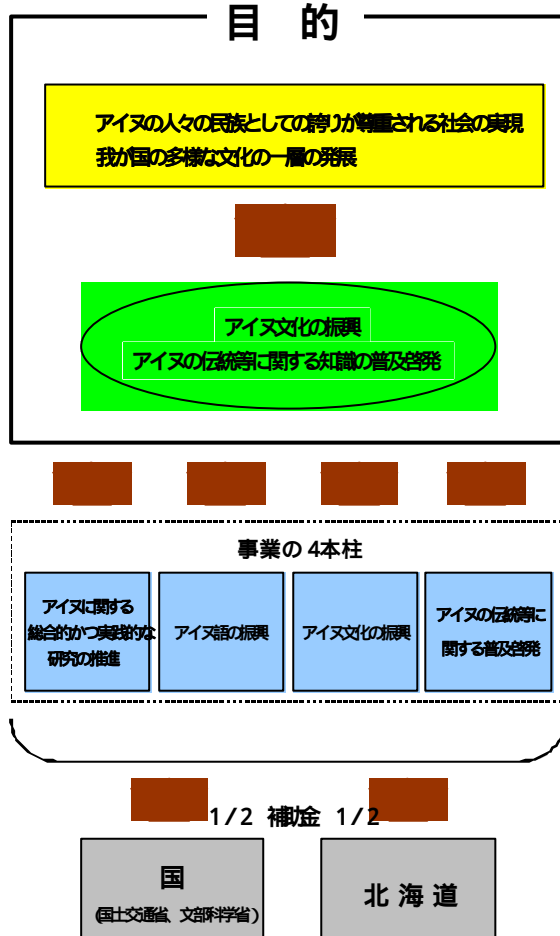 目 的
アイヌの人々の民族としての誇りが尊重される社会の実現
我が国の多様な文化の一層の発展
アイヌ文化の振興
アイヌの伝統等に関する知識の普及啓発
事業の 4本柱
アイヌに関する
総合的かつ実践的な
研究の推進
アイヌ語の振興
アイヌ文化の振興
アイヌの伝統等に
関する普及啓発
1/2 補助金 1/2
国
(国土交通省、文部科学省)
北 海 道